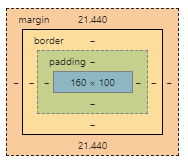 margin 21.440
border –
padding –
– – – 160 × 100 – – –
–
–
21.440